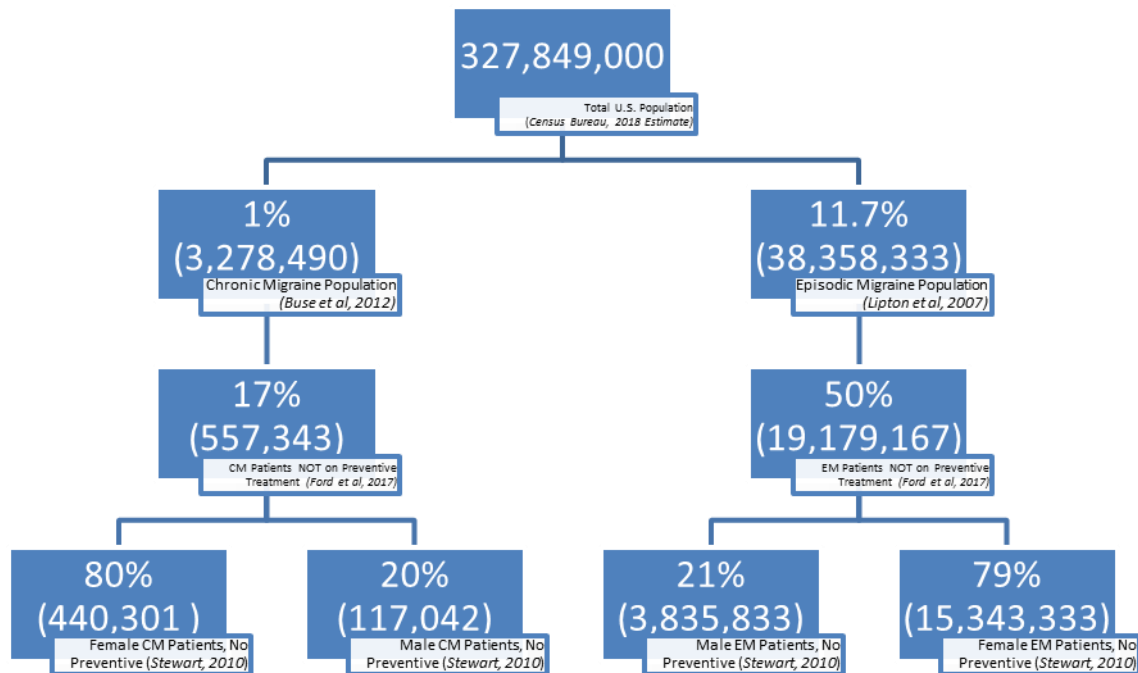 327,849,000
Total U.S. Population
(Census Bureau, 2018 Estimate)
1%
(3,278,490)
Chronic Migraine Population
(Buse et al, 2012)
11.7%
(38,358,333)
Episodic Migraine Population
(Lipton et al, 2007)
17%
(557,343)
CM Patients NOT on Preventive
Treatment (Ford et al, 2017)
50%
(19,179,167)
EM Patients NOT on Preventive
Treatment (Ford et al, 2017)
80%
(440,301 )
Female CM Patients, No
Preventive (Stewart, 2010)
20%
(117,042)
Male CM Patients, No
Preventive (Stewart, 2010)
21%
(3,835,833)
Male EM Patients, No
Preventive (Stewart, 2010)
79%
(15,343,333)
Female EM Patients, No
Preventive (Stewart, 2010)